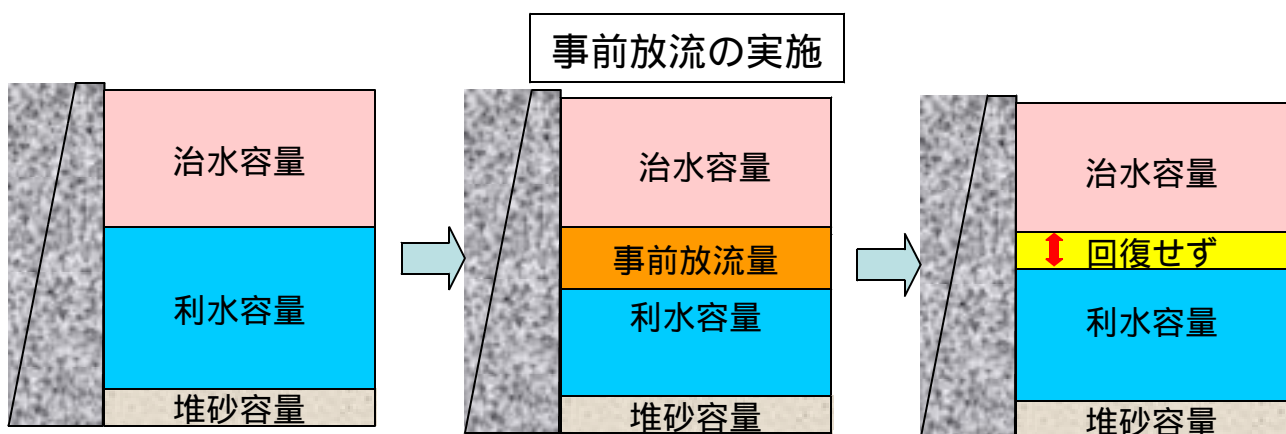 事前放流の実施
治水容量
利水容量
堆砂容量
治水容量
事前放流量
利水容量
堆砂容量
治水容量
回復せず
利水容量
堆砂容量